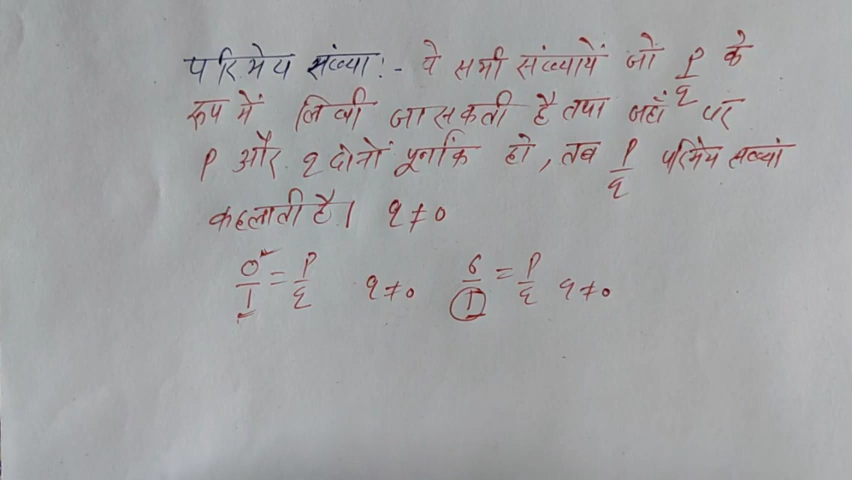 परिमेय संख्या :- वे सभी संख्यायें जो P/q के
रूप में लिखी जा सकती है तथा जहाँ पर
P और q दोनों पूर्णांक हो, तब P/q परिमेय संख्यां
कहलाती है। q ≠ 0
0/1 = P/q q ≠ 0 6/1 = P/q q ≠ 0